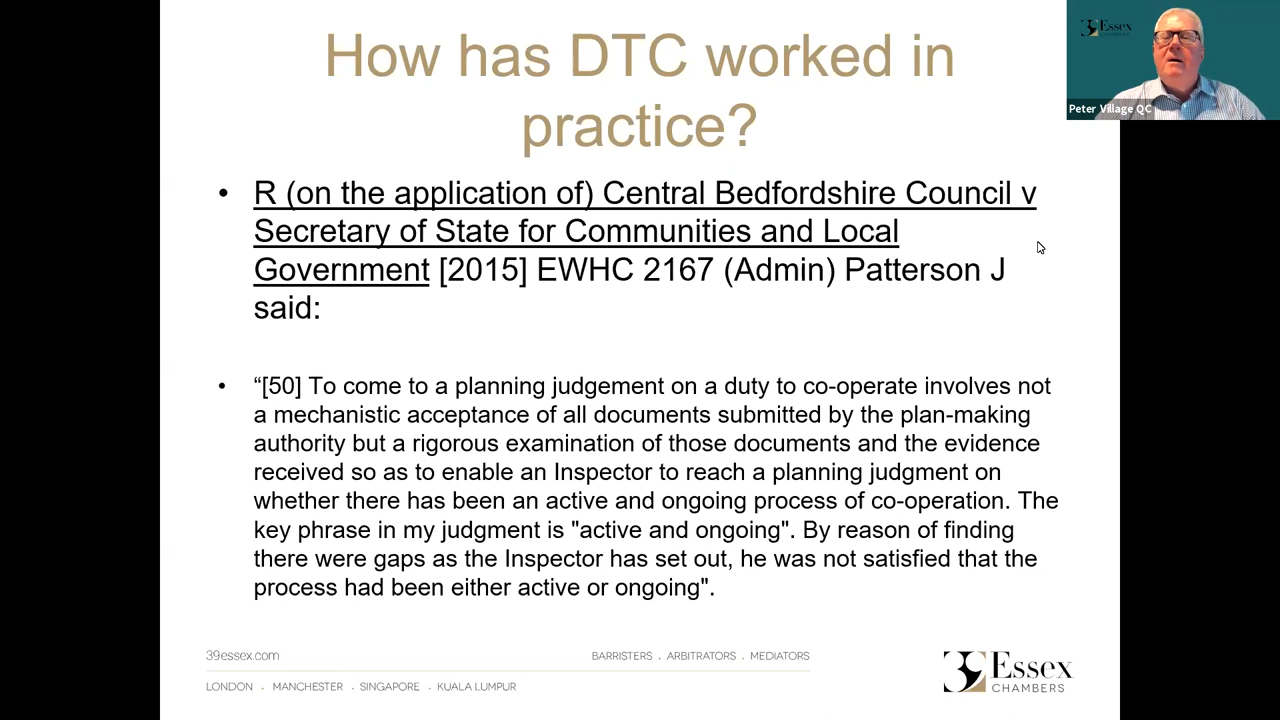 How has DTC worked in
practice?
• R (on the application of) Central Bedfordshire Council v
Secretary of State for Communities and Local
Government [2015] EWHC 2167 (Admin) Patterson J
said:
• “[50] To come to a planning judgement on a duty to co-operate involves not
a mechanistic acceptance of all documents submitted by the plan-making
authority but a rigorous examination of those documents and the evidence
received so as to enable an Inspector to reach a planning judgment on
whether there has been an active and ongoing process of co-operation. The
key phrase in my judgment is "active and ongoing". By reason of finding
there were gaps as the Inspector has set out, he was not satisfied that the
process had been either active or ongoing".
39essex.com
BARRISTERS . ARBITRATORS . MEDIATORS
LONDON . MANCHESTER . SINGAPORE . KUALA LUMPUR
39 Essex
CHAMBERS
39 Essex
CHAMBERS
Peter Village QC